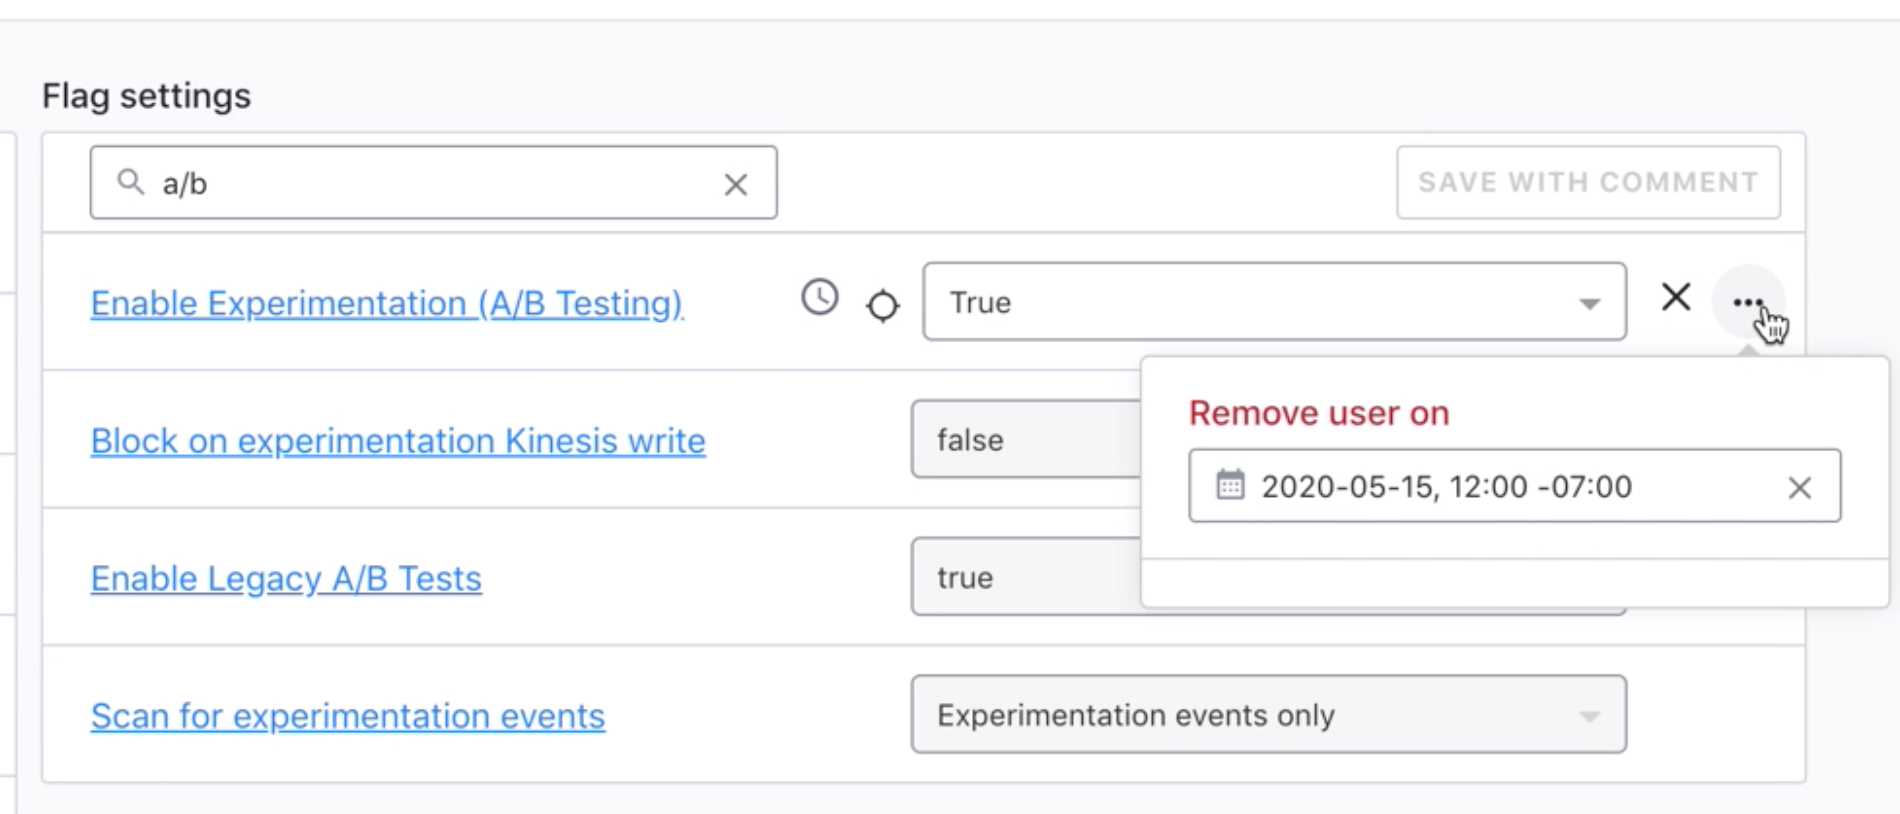 Flag settings
a/b
SAVE WITH COMMENT
Enable Experimentation (A/B Testing)
True
Remove user on
2020-05-15, 12:00 -07:00
Block on experimentation Kinesis write
false
Enable Legacy A/B Tests
true
Scan for experimentation events
Experimentation events only